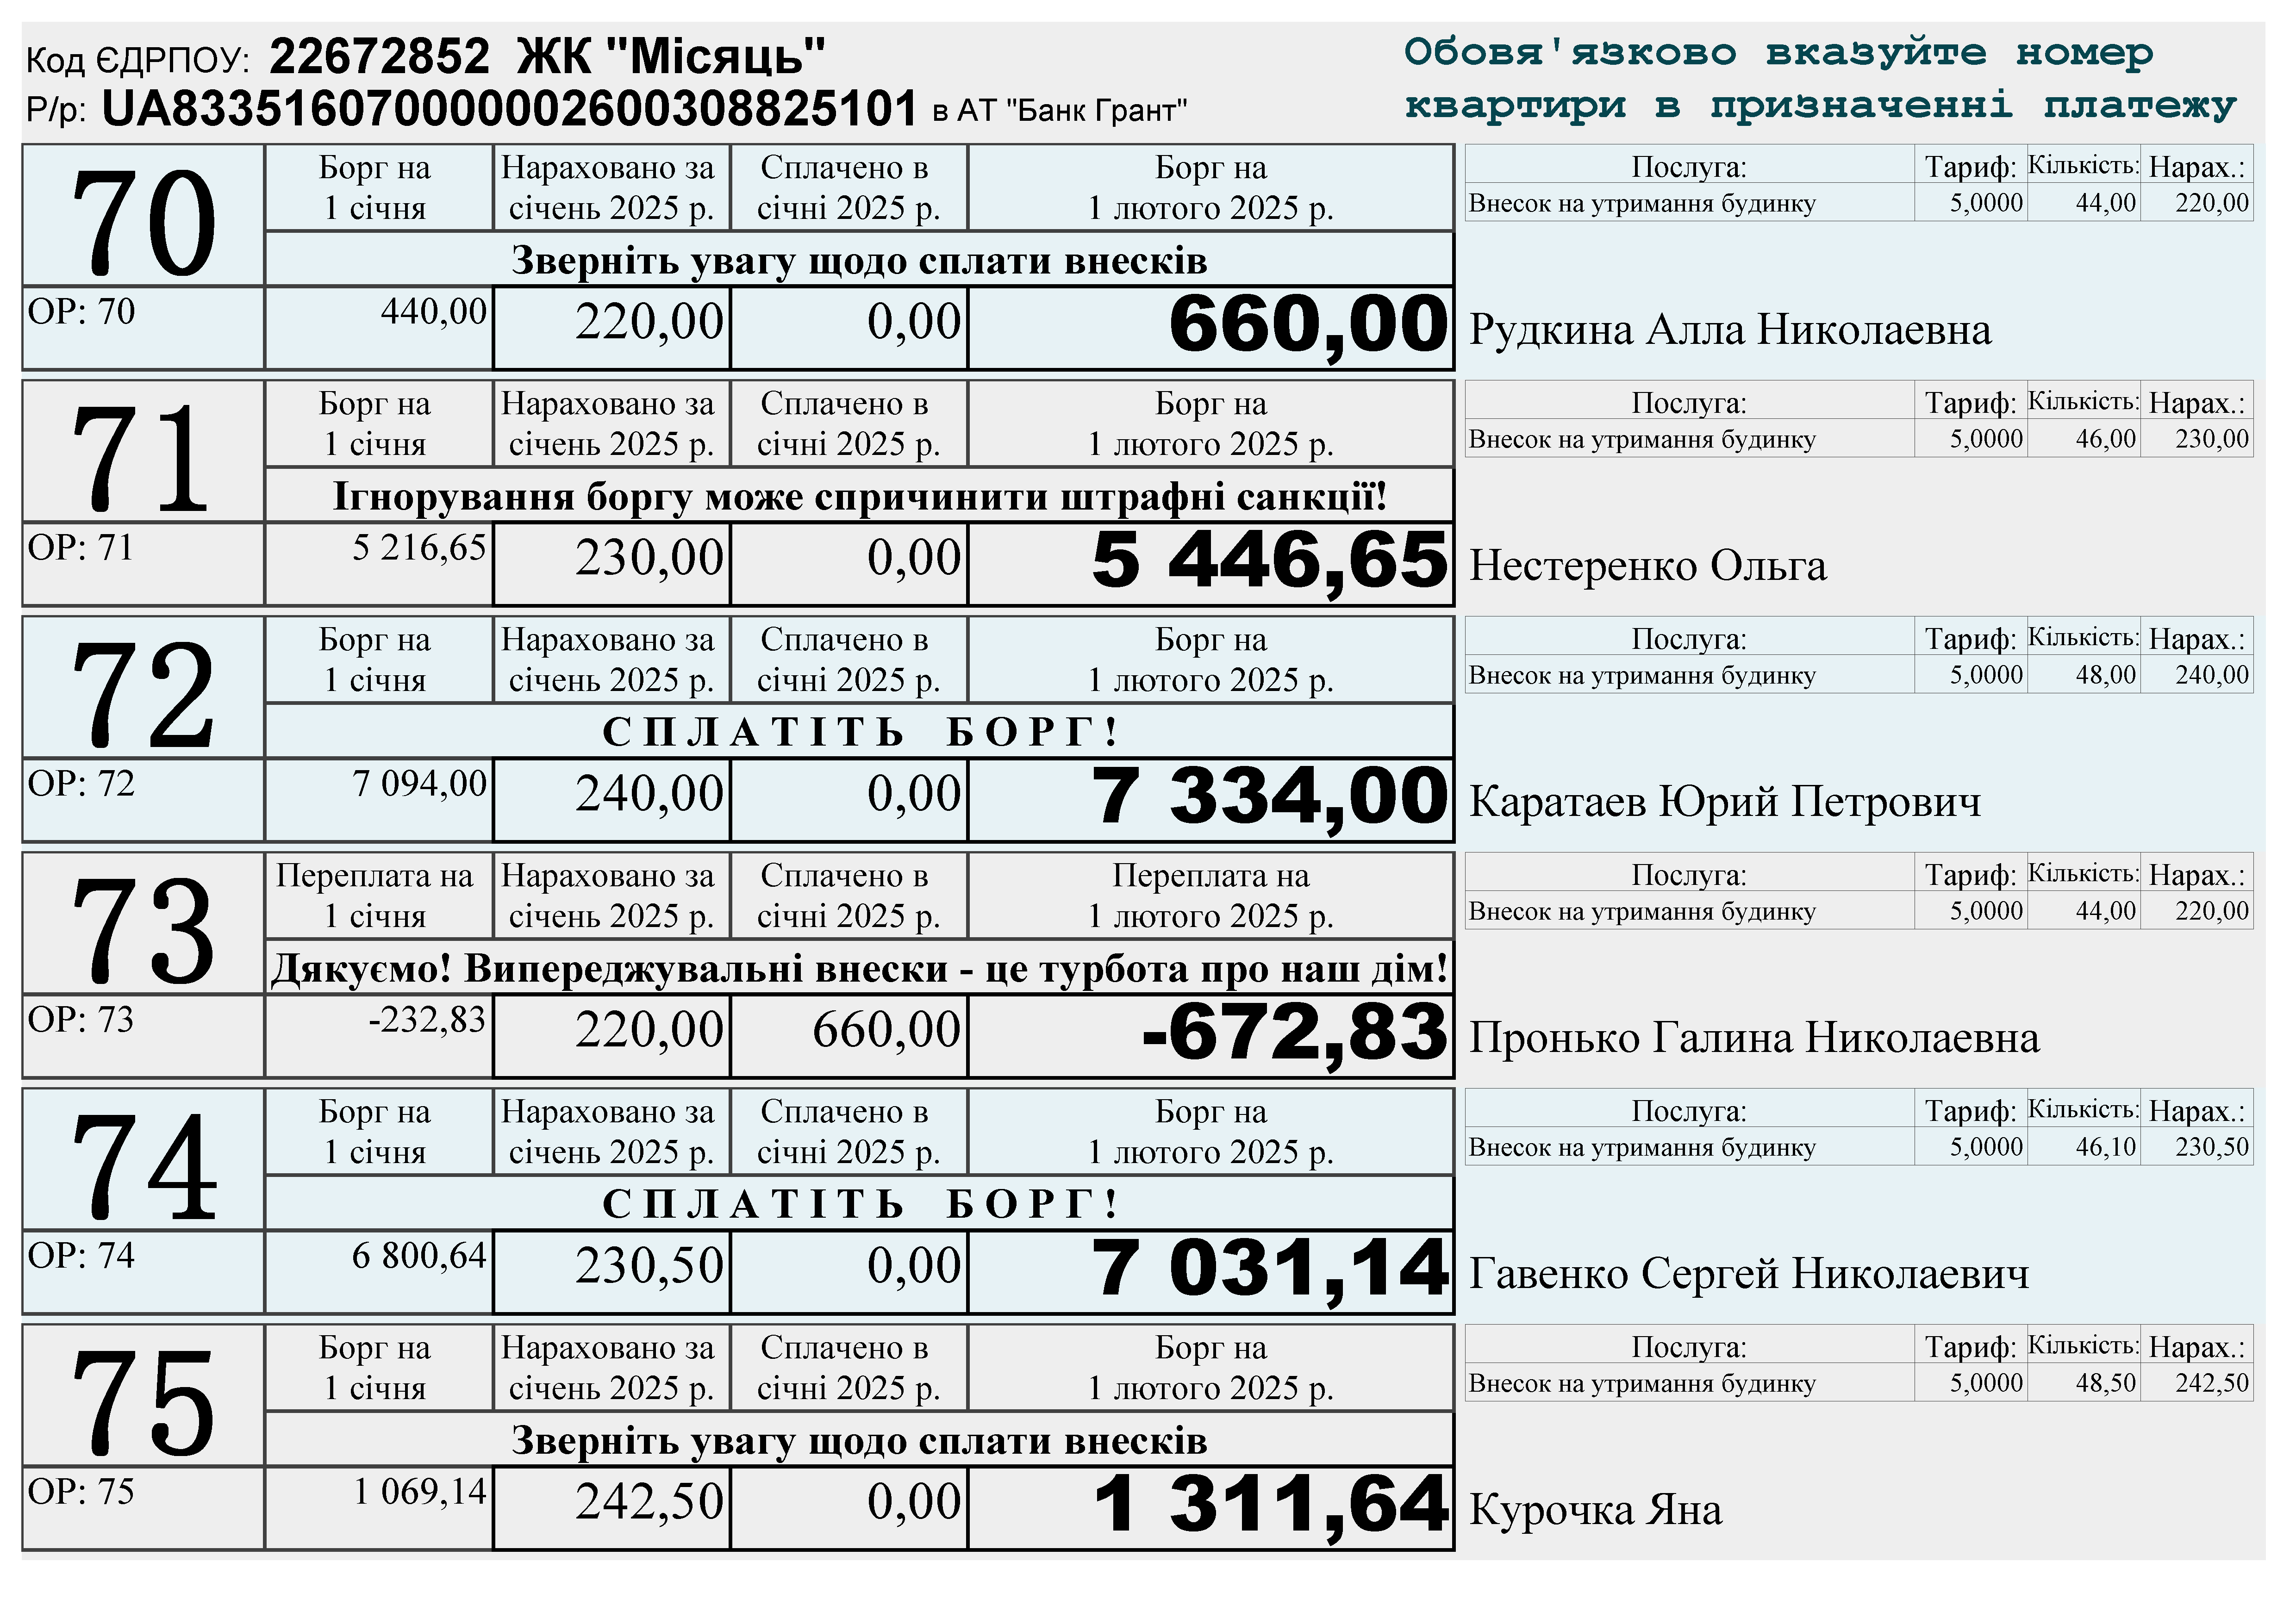 Код ЄДРПОУ: 22672852 ЖК "Місяць"
Р/р: UA833516070000002600308825101 в АТ "Банк Грант"
Обовя'язково вказуйте номер
квартири в призначенні платежу
70
Борг на
1 січня
Нараховано за
січень 2025 р.
Сплачено в
січні 2025 р.
Борг на
1 лютого 2025 р.
Послуга: Тариф: Кількість: Нарах.:
Внесок на утримання будинку 5,0000 44,00 220,00
Зверніть увагу щодо сплати внесків
ОР: 70 440,00 220,00 0,00 660,00 Рудкина Алла Николаевна
71
Борг на
1 січня
Нараховано за
січень 2025 р.
Сплачено в
січні 2025 р.
Борг на
1 лютого 2025 р.
Послуга: Тариф: Кількість: Нарах.:
Внесок на утримання будинку 5,0000 46,00 230,00
Ігнорування боргу може спричинити штрафні санкції!
ОР: 71 5 216,65 230,00 0,00 5 446,65 Нестеренко Ольга
72
Борг на
1 січня
Нараховано за
січень 2025 р.
Сплачено в
січні 2025 р.
Борг на
1 лютого 2025 р.
Послуга: Тариф: Кількість: Нарах.:
Внесок на утримання будинку 5,0000 48,00 240,00
С П Л А Т І Т Ь Б О Р Г !
ОР: 72 7 094,00 240,00 0,00 7 334,00 Каратаев Юрий Петрович
73
Переплата на
1 січня
Нараховано за
січень 2025 р.
Сплачено в
січні 2025 р.
Переплата на
1 лютого 2025 р.
Послуга: Тариф: Кількість: Нарах.:
Внесок на утримання будинку 5,0000 44,00 220,00
Дякуємо! Випереджувальні внески - це турбота про наш дім!
ОР: 73 -232,83 220,00 660,00 -672,83 Пронько Галина Николаевна
74
Борг на
1 січня
Нараховано за
січень 2025 р.
Сплачено в
січні 2025 р.
Борг на
1 лютого 2025 р.
Послуга: Тариф: Кількість: Нарах.:
Внесок на утримання будинку 5,0000 46,10 230,50
С П Л А Т І Т Ь Б О Р Г !
ОР: 74 6 800,64 230,50 0,00 7 031,14 Гавенко Сергей Николаевич
75
Борг на
1 січня
Нараховано за
січень 2025 р.
Сплачено в
січні 2025 р.
Борг на
1 лютого 2025 р.
Послуга: Тариф: Кількість: Нарах.:
Внесок на утримання будинку 5,0000 48,50 242,50
Зверніть увагу щодо сплати внесків
ОР: 75 1 069,14 242,50 0,00 1 311,64 Курочка Яна